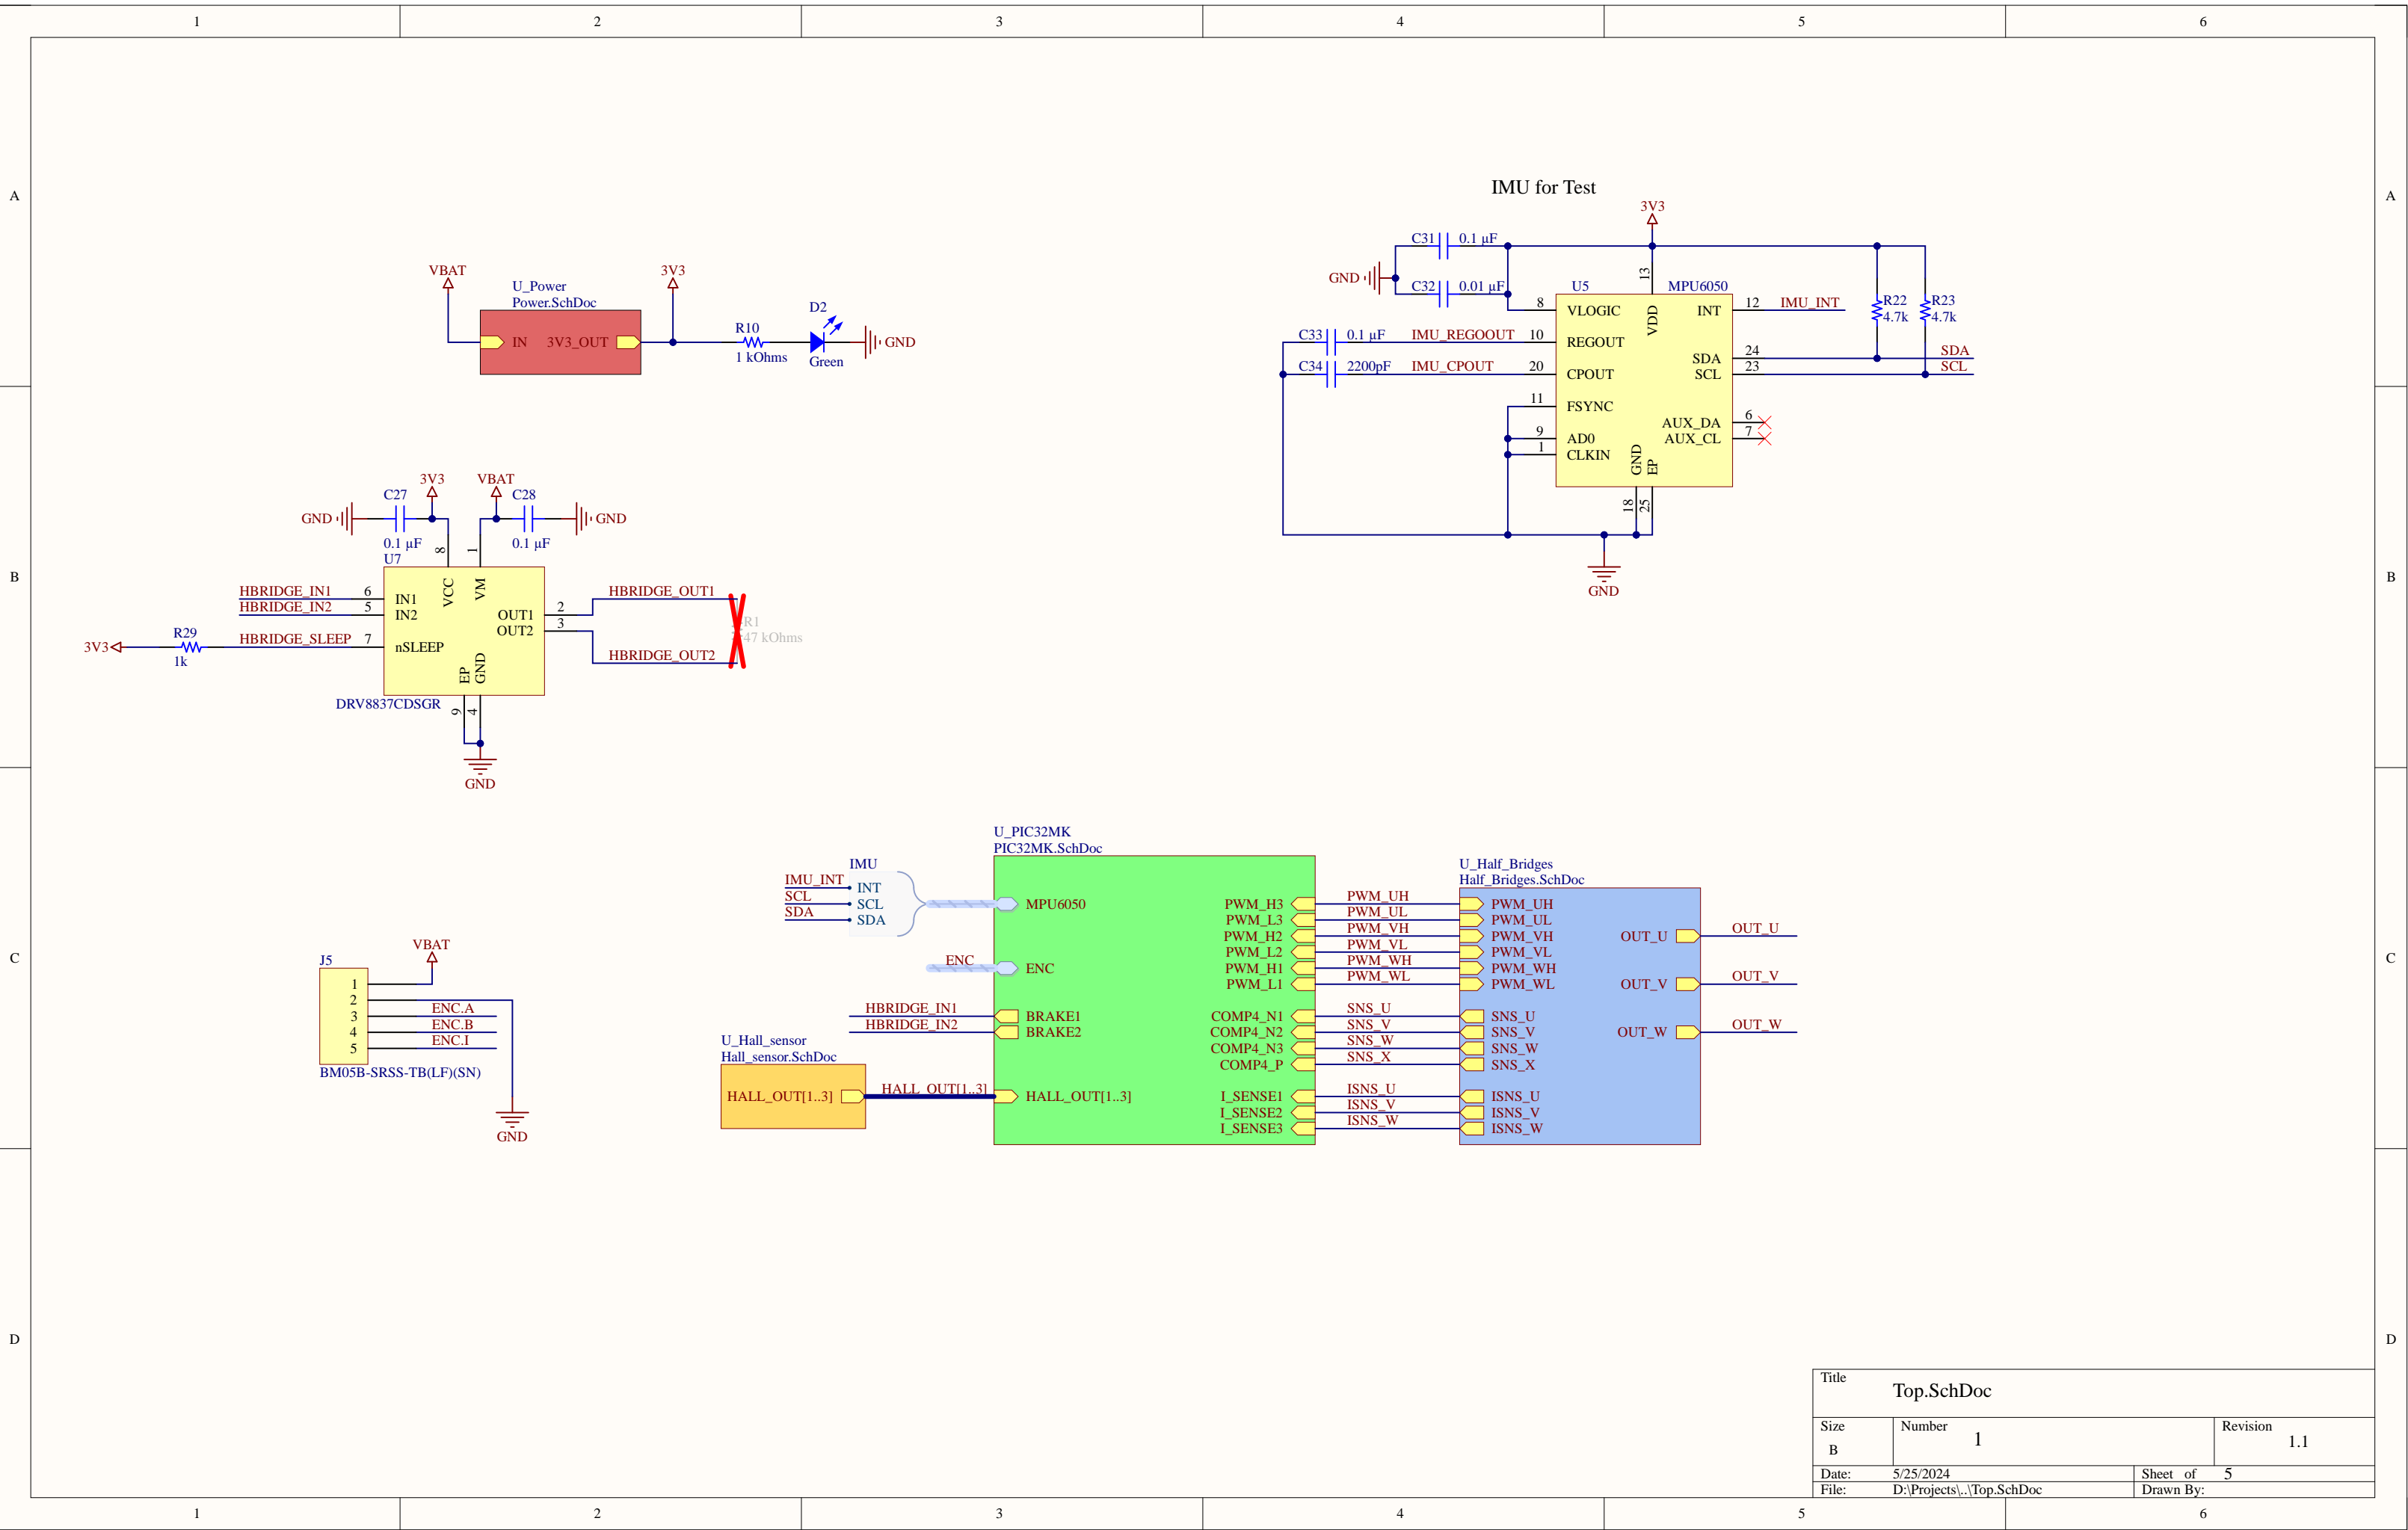 1 2 3 4 5 6
A A
IMU for Test
3V3
C31 0.1 µF
GND
C32 0.01 µF
13
U5 MPU6050
8 VLOGIC
VDD
INT 12 IMU_INT
R22
4.7k
R23
4.7k
C33 0.1 µF IMU_REGOOUT 10 REGOUT
SDA 24 SDA
C34 2200pF IMU_CPOUT 20 CPOUT
SCL 23 SCL
11 FSYNC
AUX_DA 6
9 AD0
AUX_CL 7
1 CLKIN
GND
EP
18
25
GND
VBAT
U_Power
Power.SchDoc
IN 3V3_OUT
3V3
R10
1 kOhms
D2
Green
GND
B B
3V3
VBAT
GND
C27
0.1 µF
C28
0.1 µF
GND
U7
8
1
VCC
VM
HBRIDGE_IN1 6 IN1
HBRIDGE_IN2 5 IN2
3V3
R29
1k
HBRIDGE_SLEEP 7 nSLEEP
OUT1 2 HBRIDGE_OUT1
OUT2 3 HBRIDGE_OUT2
R1
47 kOhms
EP
GND
DRV8837CDSGR
9
4
GND
C C
J5
VBAT
1
2
3 ENC.A
4 ENC.B
5 ENC.I
BM05B-SRSS-TB(LF)(SN)
GND
IMU
IMU_INT INT
SCL SCL
SDA SDA
ENC
HBRIDGE_IN1
HBRIDGE_IN2
U_Hall_sensor
Hall_sensor.SchDoc
HALL_OUT[1..3]
HALL_OUT[1..3]
U_PIC32MK
PIC32MK.SchDoc
MPU6050
ENC
BRAKE1
BRAKE2
HALL_OUT[1..3]
PWM_H3
PWM_L3
PWM_H2
PWM_L2
PWM_H1
PWM_L1
COMP4_N1
COMP4_N2
COMP4_N3
COMP4_P
I_SENSE1
I_SENSE2
I_SENSE3
PWM_UH
PWM_UL
PWM_VH
PWM_VL
PWM_WH
PWM_WL
SNS_U
SNS_V
SNS_W
SNS_X
ISNS_U
ISNS_V
ISNS_W
U_Half_Bridges
Half_Bridges.SchDoc
PWM_UH
PWM_UL
PWM_VH
PWM_VL
PWM_WH
PWM_WL
SNS_U
SNS_V
SNS_W
SNS_X
ISNS_U
ISNS_V
ISNS_W
OUT_U OUT_U
OUT_V OUT_V
OUT_W OUT_W
D D
Title
Top.SchDoc
Size
B
Number
1
Revision
1.1
Date: 5/25/2024
Sheet of 5
File: D:\Projects\..\Top.SchDoc
Drawn By:
1 2 3 4 5 6